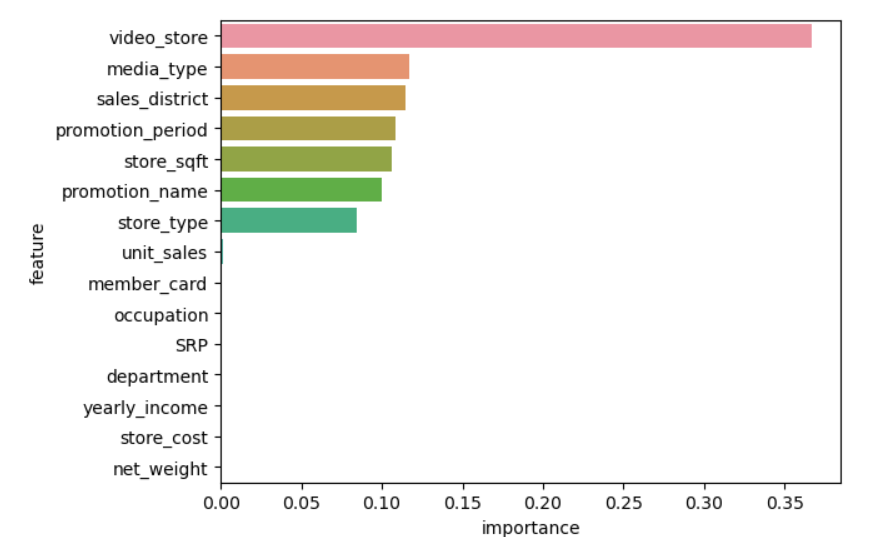 video_store
media_type
sales_district
promotion_period
store_sqft
promotion_name
store_type
unit_sales
member_card
occupation
SRP
department
yearly_income
store_cost
net_weight
feature
0.00 0.05 0.10 0.15 0.20 0.25 0.30 0.35
importance